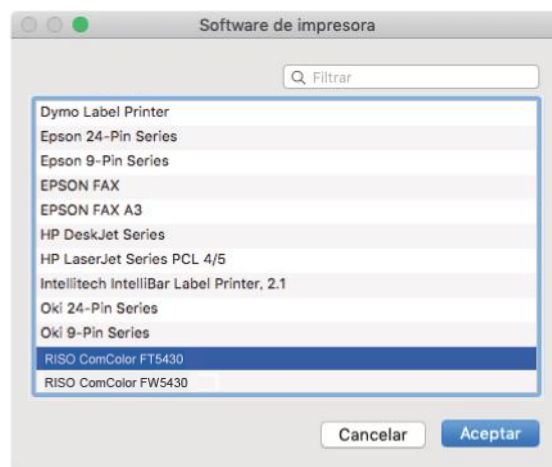 Software de impresora
Filtrar
Dymo Label Printer
Epson 24-Pin Series
Epson 9-Pin Series
EPSON FAX
EPSON FAX A3
HP DeskJet Series
HP LaserJet Series PCL 4/5
Intellitech IntelliBar Label Printer, 2.1
Oki 24-Pin Series
Oki 9-Pin Series
RISO ComColor FT5430
RISO ComColor FW5430
Cancelar Aceptar